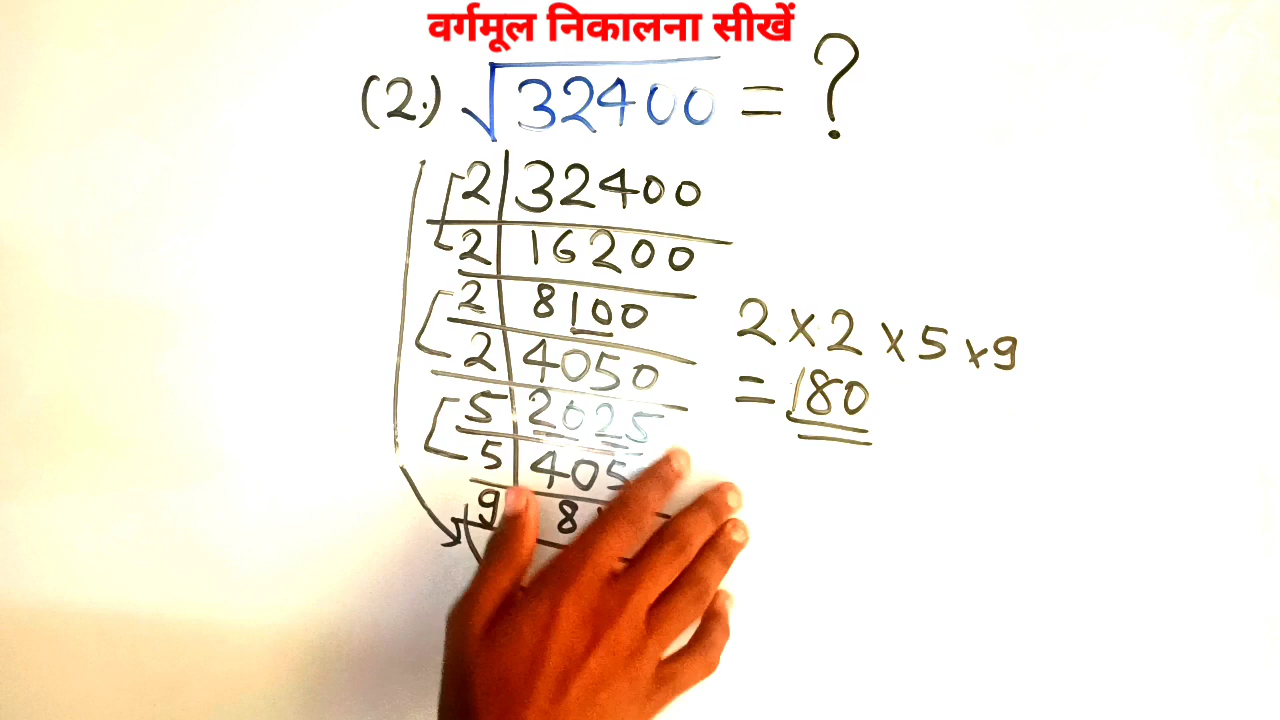 वर्गमूल निकालना सीखें
(2.) √32400 = ?
2 | 32400
2 | 16200
2 | 8100
2 | 4050
5 | 2025
5 | 405
9 | 8
2 × 2 × 5 × 9
= 180